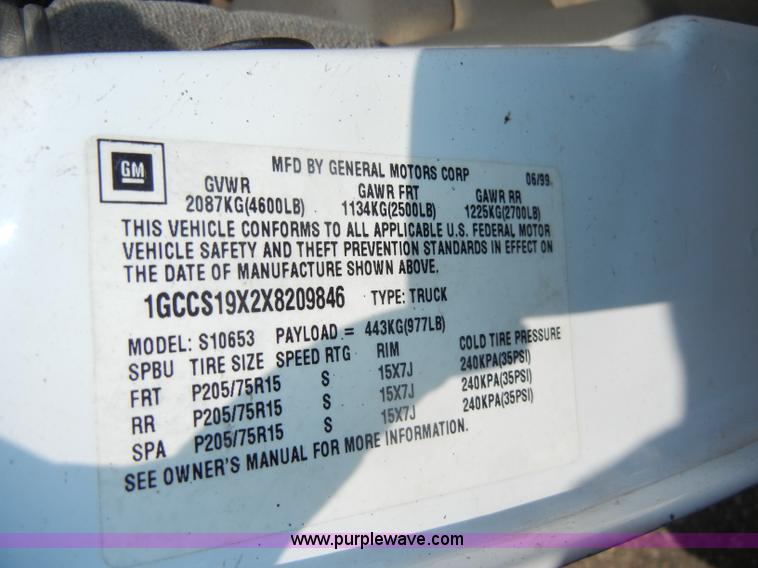 GM
MFD BY GENERAL MOTORS CORP 06/99
GVWR GAWR FRT GAWR RR
2087KG(4600LB) 1134KG(2500LB) 1225KG(2700LB)
THIS VEHICLE CONFORMS TO ALL APPLICABLE U.S. FEDERAL MOTOR
VEHICLE SAFETY AND THEFT PREVENTION STANDARDS IN EFFECT ON
THE DATE OF MANUFACTURE SHOWN ABOVE.
1GCCS19X2X8209846 TYPE: TRUCK
MODEL: S10653 PAYLOAD = 443KG(977LB)
SPBU TIRE SIZE SPEED RTG RIM COLD TIRE PRESSURE
FRT P205/75R15 S 15X7J 240KPA(35PSI)
RR P205/75R15 S 15X7J 240KPA(35PSI)
SPA P205/75R15 S 15X7J 240KPA(35PSI)
SEE OWNER'S MANUAL FOR MORE INFORMATION.
www.purplewave.com